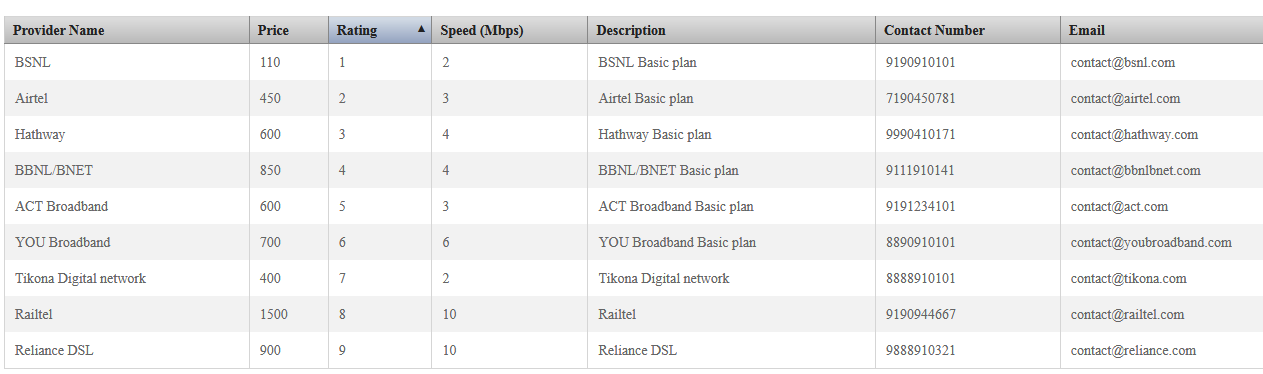 Provider Name Price Rating ▲ Speed (Mbps) Description Contact Number Email
BSNL 110 1 2 BSNL Basic plan 9190910101 contact@bsnl.com
Airtel 450 2 3 Airtel Basic plan 7190450781 contact@airtel.com
Hathway 600 3 4 Hathway Basic plan 9990410171 contact@hathway.com
BBNL/BNET 850 4 4 BBNL/BNET Basic plan 9111910141 contact@bbnlbnet.com
ACT Broadband 600 5 3 ACT Broadband Basic plan 9191234101 contact@act.com
YOU Broadband 700 6 6 YOU Broadband Basic plan 8890910101 contact@youbroadband.com
Tikona Digital network 400 7 2 Tikona Digital network 8888910101 contact@tikona.com
Railtel 1500 8 10 Railtel 9190944667 contact@railtel.com
Reliance DSL 900 9 10 Reliance DSL 9888910321 contact@reliance.com